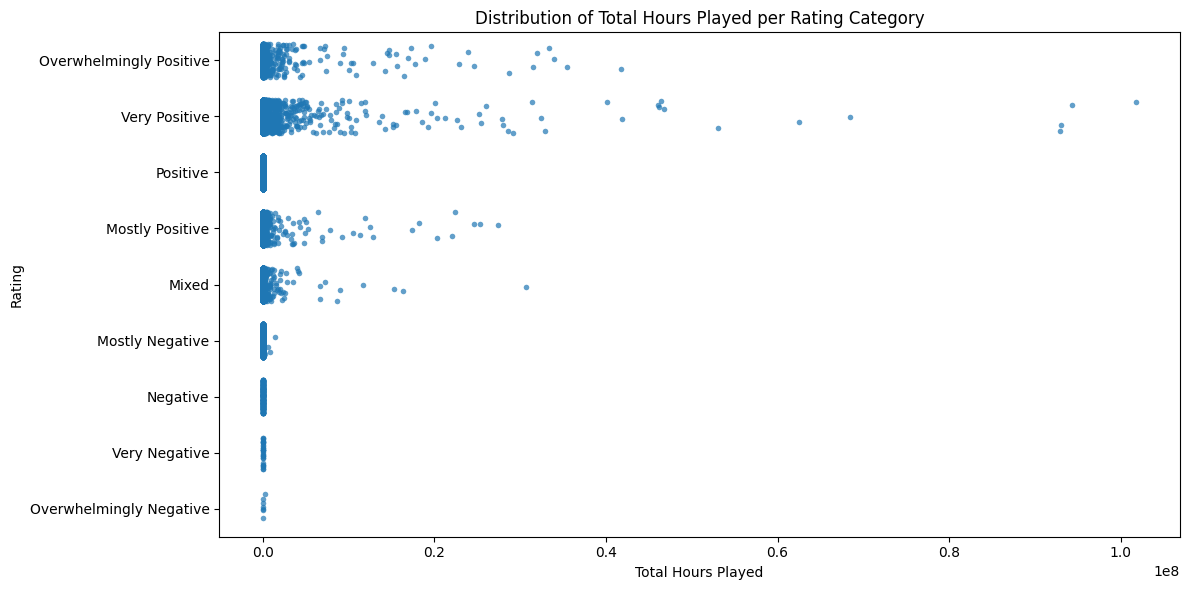 Distribution of Total Hours Played per Rating Category
Overwhelmingly Positive
Very Positive
Positive
Mostly Positive
Mixed
Mostly Negative
Negative
Very Negative
Overwhelmingly Negative
Rating
0.0 0.2 0.4 0.6 0.8 1.0
1e8
Total Hours Played